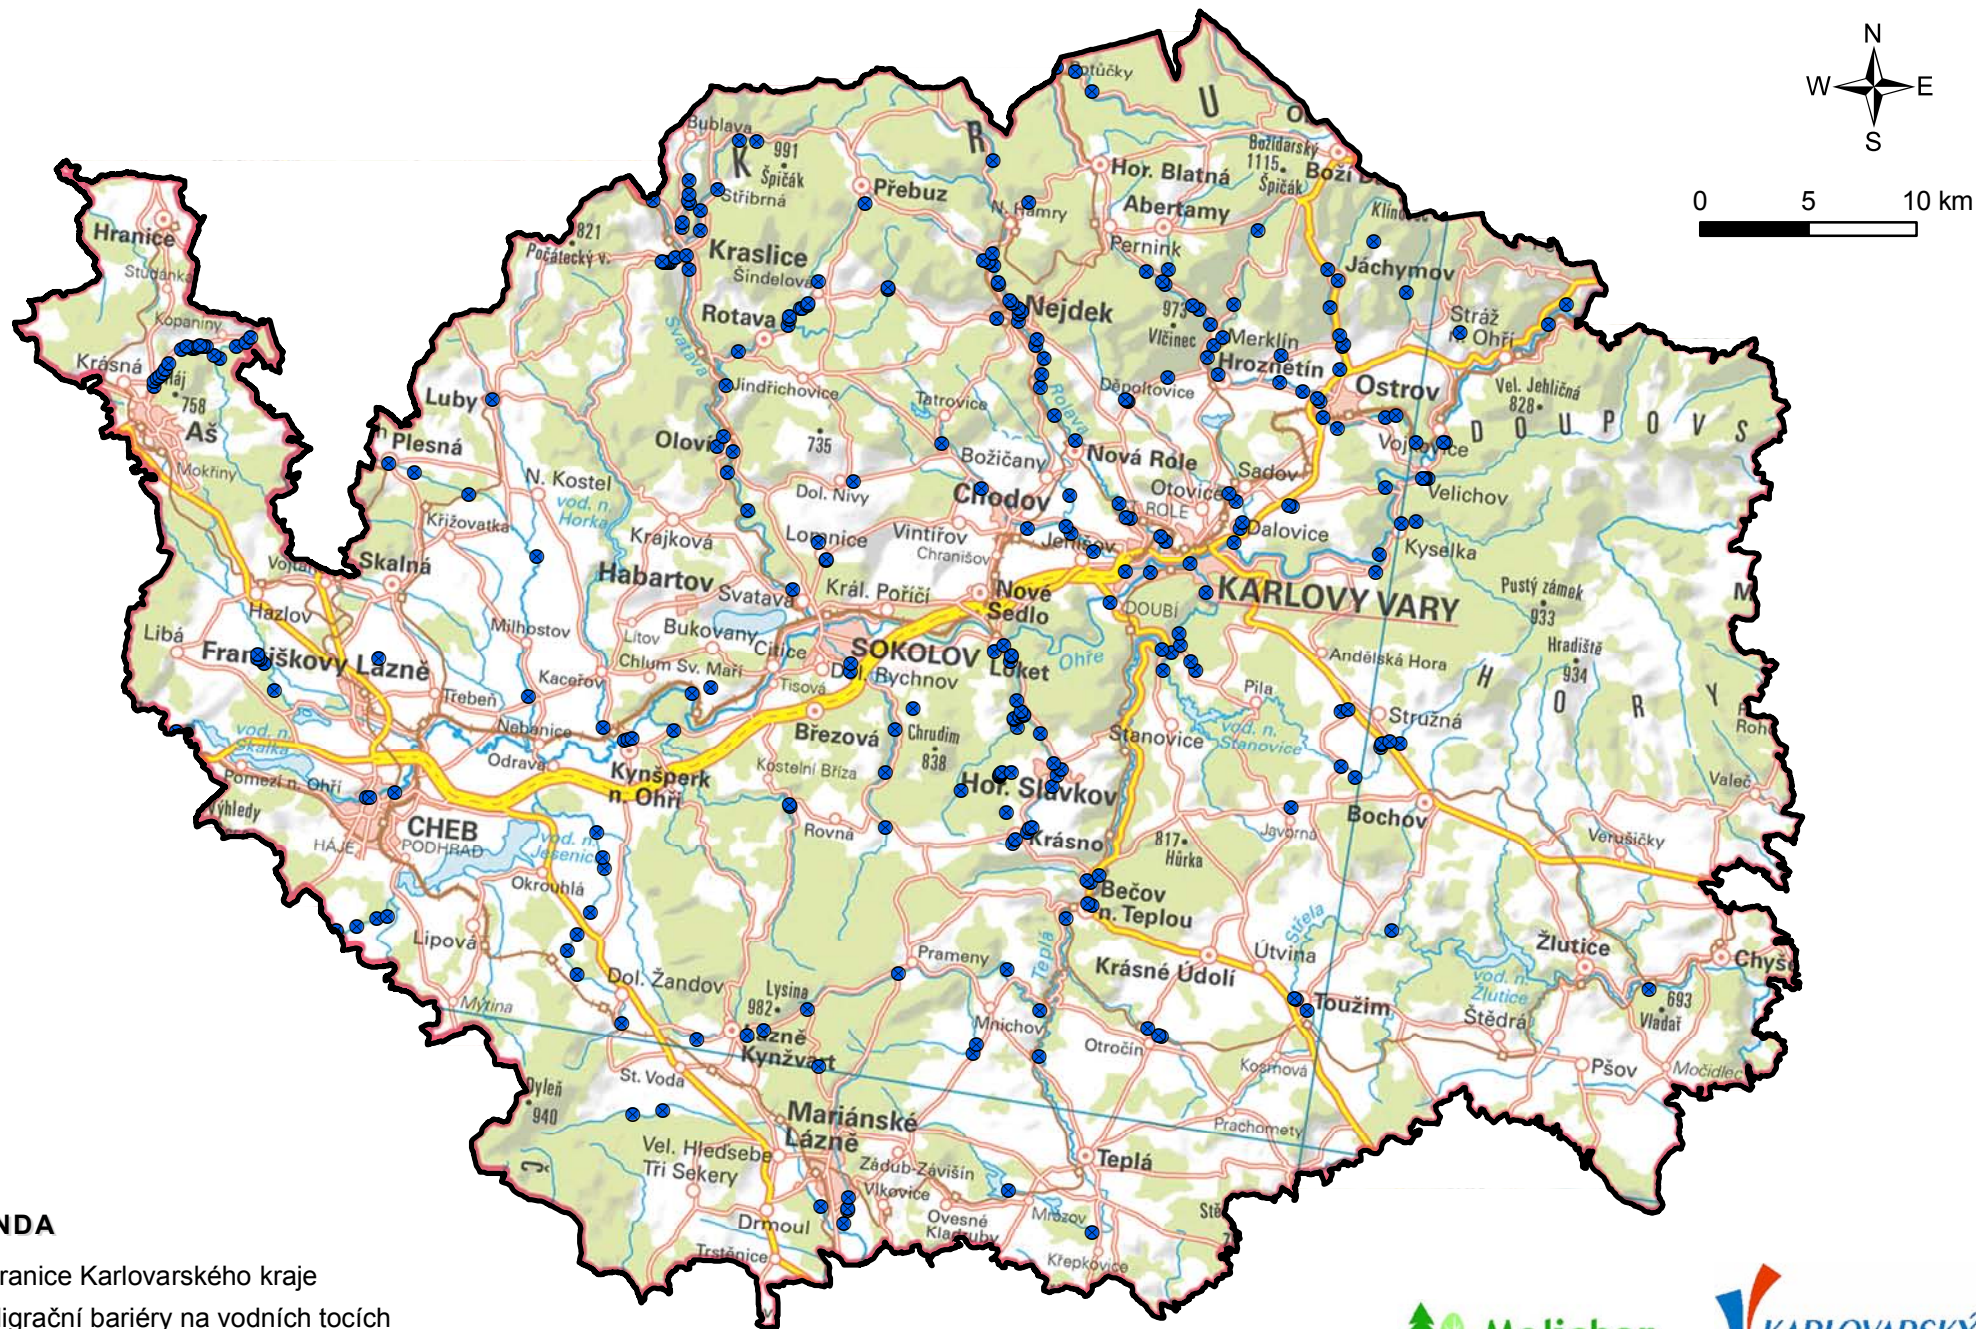 N
W E
S
0 5 10 km
Potůčky
U
R
K
Bublava
991
Špičák
Stříbrná
Přebuz
Hor. Blatná
Božídarský
1115
Špičák
Boží
Abertamy
N. Hamry
Pernink
Hranice
Studánka
821
Počátecký v.
Kraslice
Šindelová
Jáchymov
Kopaniny
Krásná
Háj
758
Aš
Mokřiny
Rotava
Nejdek
973
Vlčinec
Merklín
Hroznětín
Stráž
n. Ohří
Svatava
Jindřichovice
Luby
Tatrovice
Rolava
Děpoltovice
Ostrov
Vel. Jehličná
828
D O U P O V S
Plesná
Oloví
735
Božičany
Nová Role
Sadov
Vojkovice
N. Kostel
vod. n.
Horka
Dol. Nivy
Chodov
Otovice
Velichov
Křižovatka
Krajková
Lomnice
Vintířov
Chranišov
Jenišov
Dalovice
Kyselka
Skalná
Habartov
Svatava
Král. Poříčí
Nové
Sedlo
DOUBÍ
KARLOVY VARY
Pustý zámek
933
M
Hazlov
Libá
Milhostov
Lítov
Bukovany
Citice
SOKOLOV
Loket
Ohře
Hradiště
934
Andělská Hora
Františkovy Lázně
Kaceřov
Chlum Sv. Maří
Dol. Rychnov
Tisová
H O R Y
Třebeň
Nebanice
Březová
Chrudim
838
Stanovice
Pila
vod. n.
Stanovice
Stružná
vod. n.
Skalka
Odrava
Kynšperk
n. Ohří
Kostelní Bříza
Hor. Slavkov
Valeč
Pomezí n. Ohří
Výhledy
CHEB
PODHRAD
HÁJE
vod. n.
Jesenice
Rovná
Krásno
817
Hůrka
Javorná
Bochov
Verušičky
Okrouhlá
Bečov
n. Teplou
Lipová
Prameny
Teplá
Krásné Údolí
Útvina
Střela
Žlutice
Dol. Žandov
Lysina
982
Mnichov
Toužim
vod. n.
Žlutice
Štědrá
693
Vladař
Mýtina
Lázně
Kynžvart
Otročín
Kosmová
Pšov
Močidlec
Dyleň
940
St. Voda
Mariánské
Lázně
Prachomety
Vel. Hleďsebe
Tři Sekery
Zádub-Závišín
Teplá
Vlkovice
Drmoul
Ovesné
Kladruby
Mrázov
Trstěnice
Křepkovice
NDA
ranice Karlovarského kraje
ligrační bariéry na vodních tocích
KARLOVARSKÝ